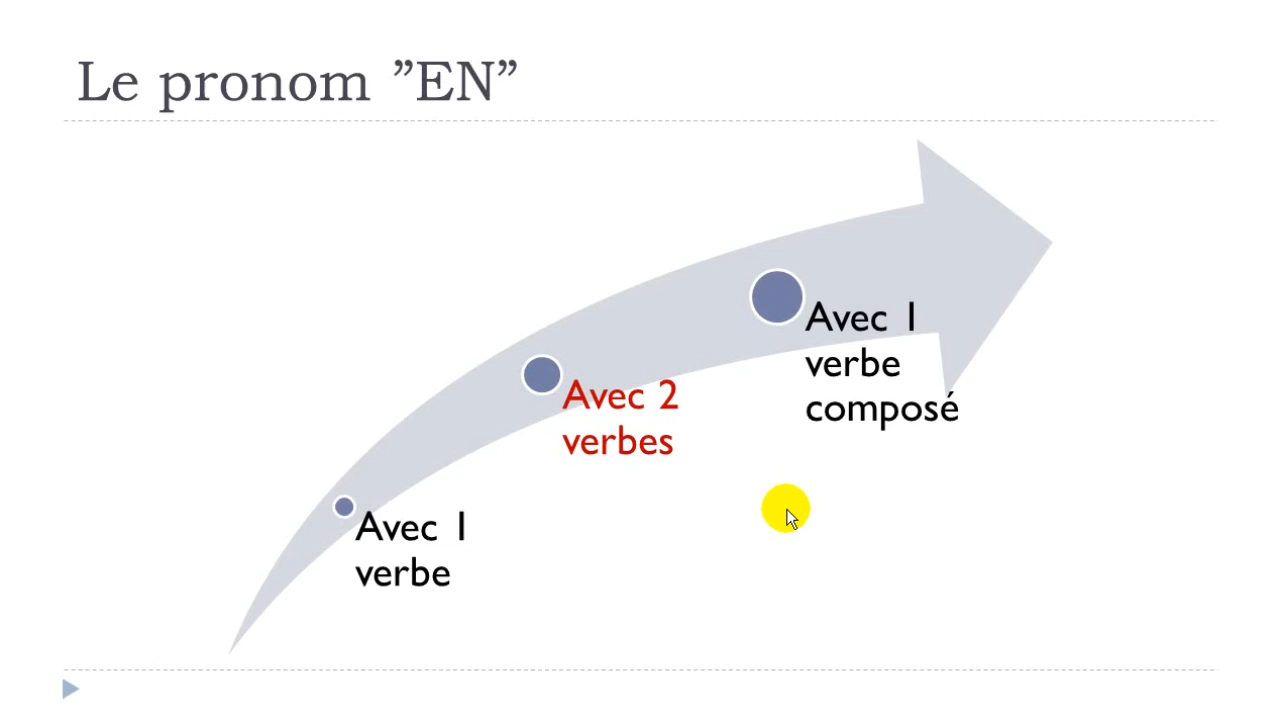 Le pronom ”EN”
Avec 1
verbe
Avec 2
verbes
Avec 1
verbe
composé